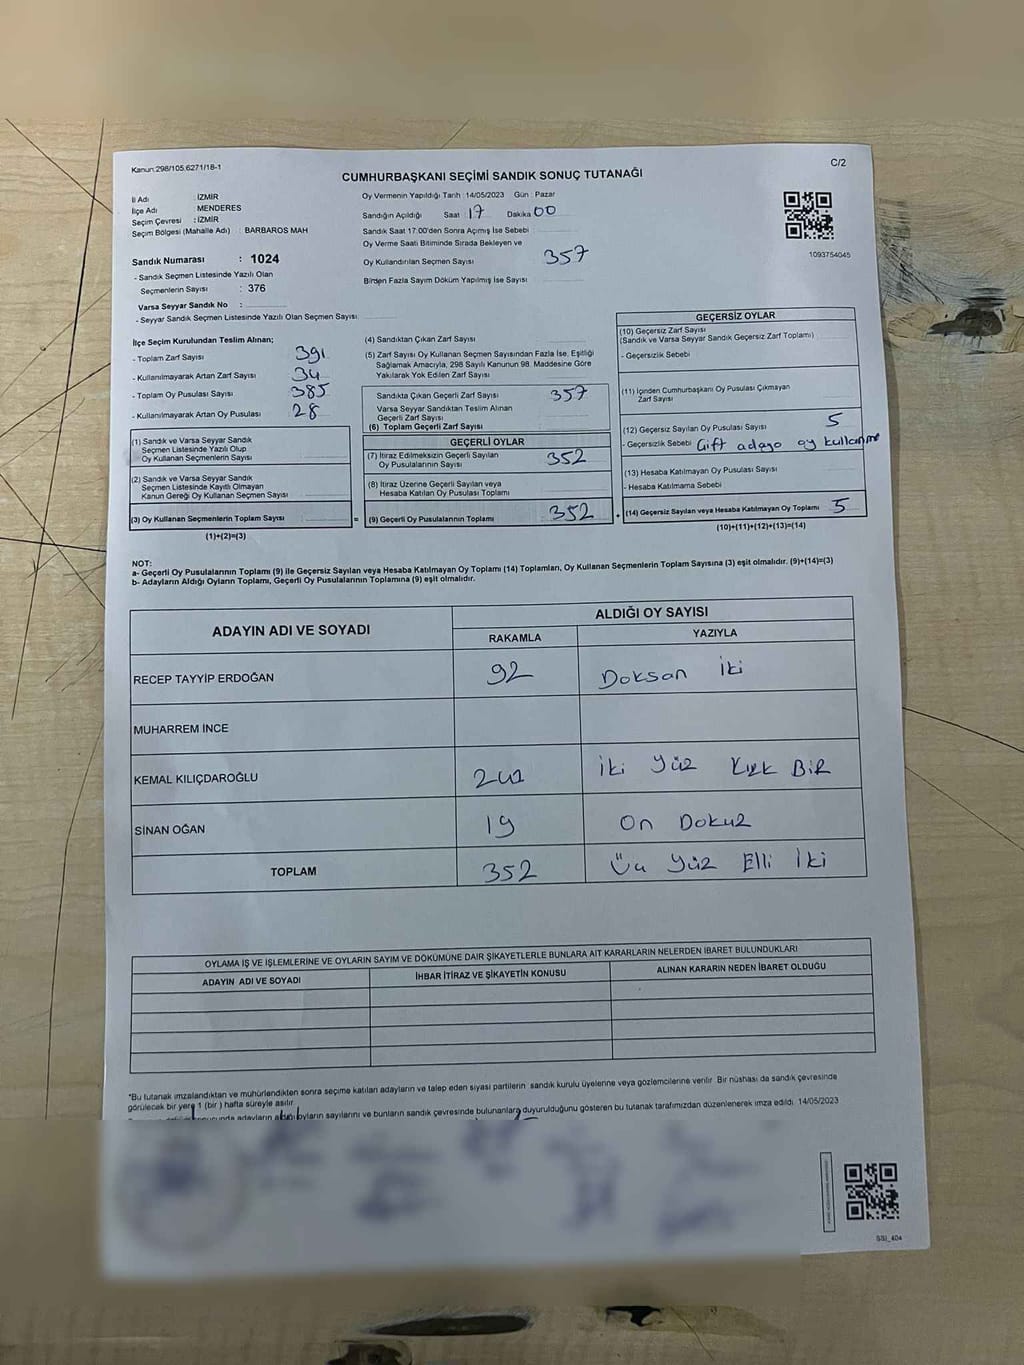 Kanun:298/105,6271/18-1
C/2
CUMHURBAŞKANI SEÇİMİ SANDIK SONUÇ TUTANAĞI
İl Adı : İZMİR
İlçe Adı : MENDERES
Seçim Çevresi : İZMİR
Seçim Bölgesi (Mahalle Adı) : BARBAROS MAH
Sandık Numarası : 1024
- Sandık Seçmen Listesinde Yazılı Olan
Seçmenlerin Sayısı : 376
Varsa Seyyar Sandık No :
- Seyyar Sandık Seçmen Listesinde Yazılı Olan Seçmen Sayısı
Oy Vermenin Yapıldığı Tarih : 14/05/2023 Gün : Pazar
Sandığın Açıldığı Saat 17 Dakika 00
Sandık Saat 17:00'den Sonra Açımış İse Sebebi
Oy Verme Saati Bitiminde Sırada Bekleyen ve
Oy Kullandırılan Seçmen Sayısı 357
Birden Fazla Sayım Döküm Yapılmış İse Sayısı
1093754045
İlçe Seçim Kurulundan Teslim Alınan;
- Toplam Zarf Sayısı 391
- Kullanılmayarak Artan Zarf Sayısı 34
- Toplam Oy Pusulası Sayısı 385
- Kullanılmayarak Artan Oy Pusulası 28
(1) Sandık ve Varsa Seyyar Sandık
Seçmen Listesinde Yazılı Olup
Oy Kullanan Seçmenlerin Sayısı
(2) Sandık ve Varsa Seyyar Sandık
Seçmen Listesinde Kayıtlı Olmayan
Kanun Gereği Oy Kullanan Seçmen Sayısı
(3) Oy Kullanan Seçmenlerin Toplam Sayısı
(1)+(2)=(3)
(4) Sandıktan Çıkan Zarf Sayısı
(5) Zarf Sayısı Oy Kullanan Seçmen Sayısından Fazla İse, Eşitliği
Sağlamak Amacıyla, 298 Sayılı Kanunun 98. Maddesine Göre
Yakılarak Yok Edilen Zarf Sayısı
Sandıkta Çıkan Geçerli Zarf Sayısı 357
Varsa Seyyar Sandıktan Teslim Alınan
Geçerli Zarf Sayısı
(6) Toplam Geçerli Zarf Sayısı
GEÇERLİ OYLAR
(7) İtiraz Edilmeksizin Geçerli Sayılan
Oy Pusulalarının Sayısı 352
(8) İtiraz Üzerine Geçerli Sayılan veya
Hesaba Katılan Oy Pusulası Toplamı
= (9) Geçerli Oy Pusulalarının Toplamı 352 +
GEÇERSİZ OYLAR
(10) Geçersiz Zarf Sayısı
(Sandık ve Varsa Seyyar Sandık Geçersiz Zarf Toplamı)
- Geçersizlik Sebebi
(11) İçinden Cumhurbaşkanı Oy Pusulası Çıkmayan
Zarf Sayısı
(12) Geçersiz Sayılan Oy Pusulası Sayısı 5
- Geçersizlik Sebebi Çift adaya oy kullanma
(13) Hesaba Katılmayan Oy Pusulası Sayısı
- Hesaba Katılmama Sebebi
(14) Geçersiz Sayılan veya Hesaba Katılmayan Oy Toplamı 5
(10)+(11)+(12)+(13)=(14)
NOT:
a- Geçerli Oy Pusulalarının Toplamı (9) ile Geçersiz Sayılan veya Hesaba Katılmayan Oy Toplamı (14) Toplamları, Oy Kullanan Seçmenlerin Toplam Sayısına (3) eşit olmalıdır. (9)+(14)=(3)
b- Adayların Aldığı Oyların Toplamı, Geçerli Oy Pusulalarının Toplamına (9) eşit olmalıdır.
ADAYIN ADI VE SOYADI
ALDIĞI OY SAYISI
RAKAMLA YAZIYLA
RECEP TAYYİP ERDOĞAN 92 Doksan İki
MUHARREM İNCE
KEMAL KILIÇDAROĞLU 241 İki Yüz Kırk BİR
SİNAN OĞAN 19 On Dokuz
TOPLAM 352 Üç Yüz Elli İki
OYLAMA İŞ VE İŞLEMLERİNE VE OYLARIN SAYIM VE DÖKÜMÜNE DAİR ŞİKAYETLERLE BUNLARA AİT KARARLARIN NELERDEN İBARET BULUNDUKLARI
ADAYIN ADI VE SOYADI İHBAR İTİRAZ VE ŞİKAYETİN KONUSU ALINAN KARARIN NEDEN İBARET OLDUĞU
*Bu tutanak imzalandıktan ve mühürlendikten sonra seçime katılan adayların ve talep eden siyasi partilerin sandık kurulu üyelerine veya gözlemcilerine verilir. Bir nüshası da sandık çevresinde
görülecek bir yere 1 (bir) hafta süreyle asılır.
adayların aldığı oyların sayılarını ve bunların sandık çevresinde bulunanlara duyurulduğunu gösteren bu tutanak tarafımızdan düzenlenerek imza edildi. 14/05/2023
SSI_404